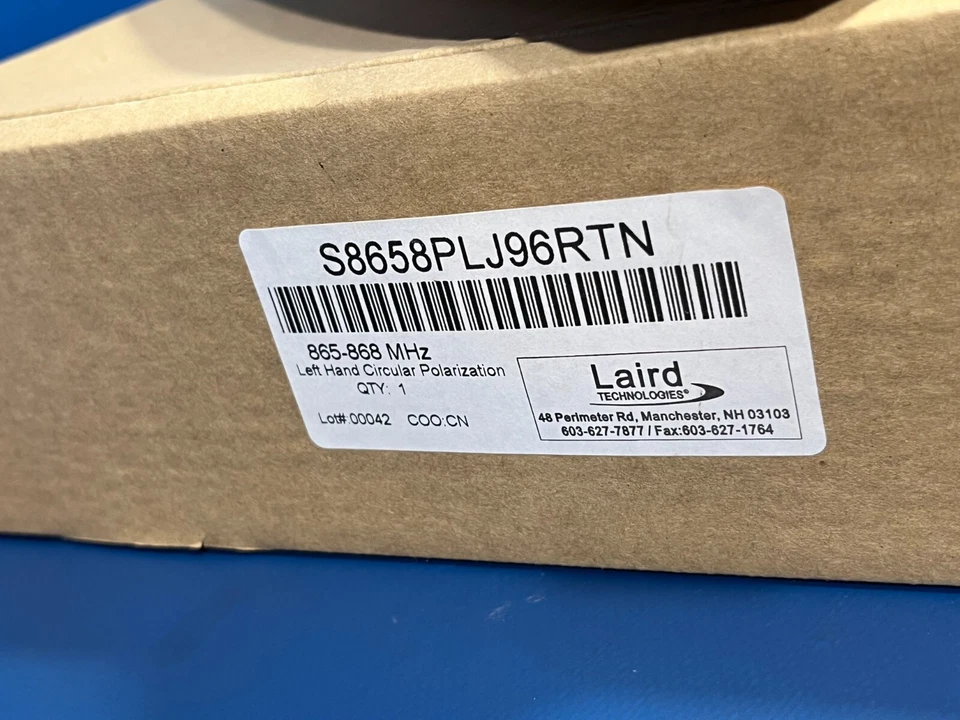 S8658PLJ96RTN
865-868 MHz
Left Hand Circular Polarization
QTY: 1
Lot#:00042 COO:CN
Laird
TECHNOLOGIES®
48 Perimeter Rd, Manchester, NH 03103
603-627-7877 / Fax:603-627-1764